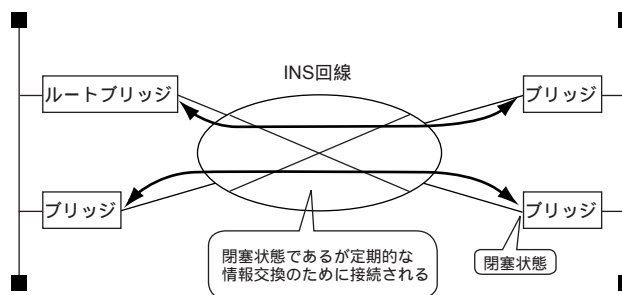 INS回線
ルートブリッジ
ブリッジ
ブリッジ
ブリッジ
閉塞状態であるが定期的な
情報交換のために接続される
閉塞状態